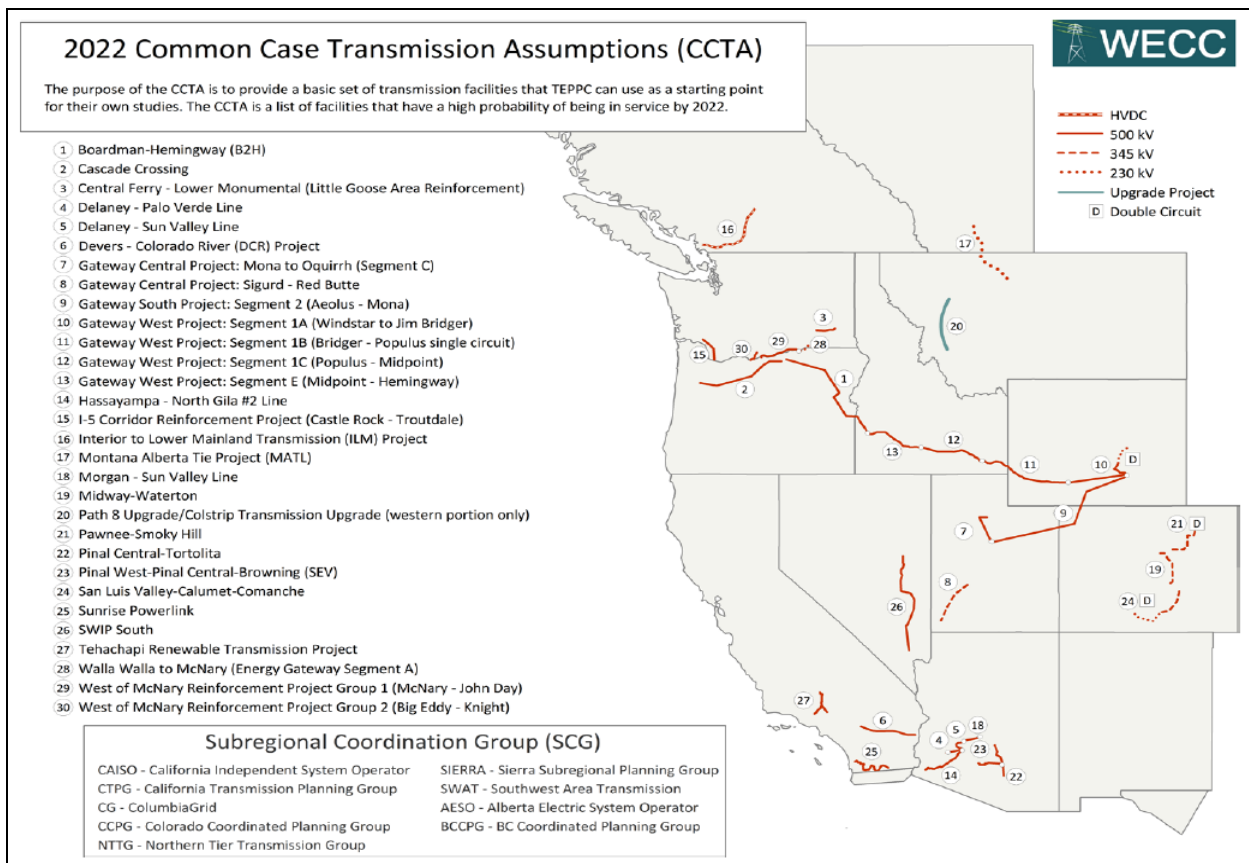 2022 Common Case Transmission Assumptions (CCTA)
The purpose of the CCTA is to provide a basic set of transmission facilities that TEPPC can use as a starting point
for their own studies. The CCTA is a list of facilities that have a high probability of being in service by 2022.
WECC
HVDC
500 kV
345 kV
230 kV
Upgrade Project
D Double Circuit
1 Boardman-Hemingway (B2H)
2 Cascade Crossing
3 Central Ferry - Lower Monumental (Little Goose Area Reinforcement)
4 Delaney - Palo Verde Line
5 Delaney - Sun Valley Line
6 Devers - Colorado River (DCR) Project
7 Gateway Central Project: Mona to Oquirrh (Segment C)
8 Gateway Central Project: Sigurd - Red Butte
9 Gateway South Project: Segment 2 (Aeolus - Mona)
10 Gateway West Project: Segment 1A (Windstar to Jim Bridger)
11 Gateway West Project: Segment 1B (Bridger - Populus single circuit)
12 Gateway West Project: Segment 1C (Populus - Midpoint)
13 Gateway West Project: Segment E (Midpoint - Hemingway)
14 Hassayampa - North Gila #2 Line
15 I-5 Corridor Reinforcement Project (Castle Rock - Troutdale)
16 Interior to Lower Mainland Transmission (ILM) Project
17 Montana Alberta Tie Project (MATL)
18 Morgan - Sun Valley Line
19 Midway-Waterton
20 Path 8 Upgrade/Colstrip Transmission Upgrade (western portion only)
21 Pawnee-Smoky Hill
22 Pinal Central-Tortolita
23 Pinal West-Pinal Central-Browning (SEV)
24 San Luis Valley-Calumet-Comanche
25 Sunrise Powerlink
26 SWIP South
27 Tehachapi Renewable Transmission Project
28 Walla Walla to McNary (Energy Gateway Segment A)
29 West of McNary Reinforcement Project Group 1 (McNary - John Day)
30 West of McNary Reinforcement Project Group 2 (Big Eddy - Knight)
16
17
3
20
15
30
29
28
2
1
12
13
11
10
D
9
7
21 D
19
8
24 D
26
27
6
5
18
4
23
25
14
22
Subregional Coordination Group (SCG)
CAISO - California Independent System Operator
CTPG - California Transmission Planning Group
CG - ColumbiaGrid
CCPG - Colorado Coordinated Planning Group
NTTG - Northern Tier Transmission Group
SIERRA - Sierra Subregional Planning Group
SWAT - Southwest Area Transmission
AESO - Alberta Electric System Operator
BCCPG - BC Coordinated Planning Group